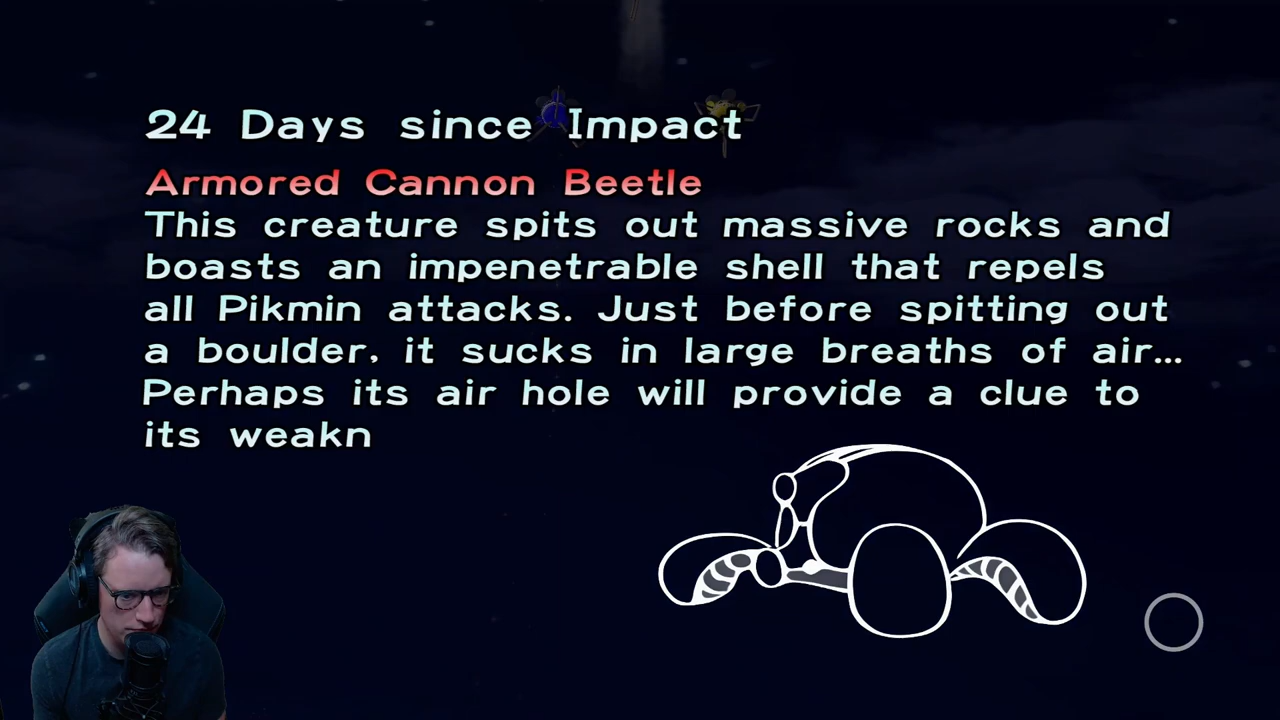 24 Days since Impact
Armored Cannon Beetle
This creature spits out massive rocks and
boasts an impenetrable shell that repels
all Pikmin attacks. Just before spitting out
a boulder, it sucks in large breaths of air...
Perhaps its air hole will provide a clue to
its weakn